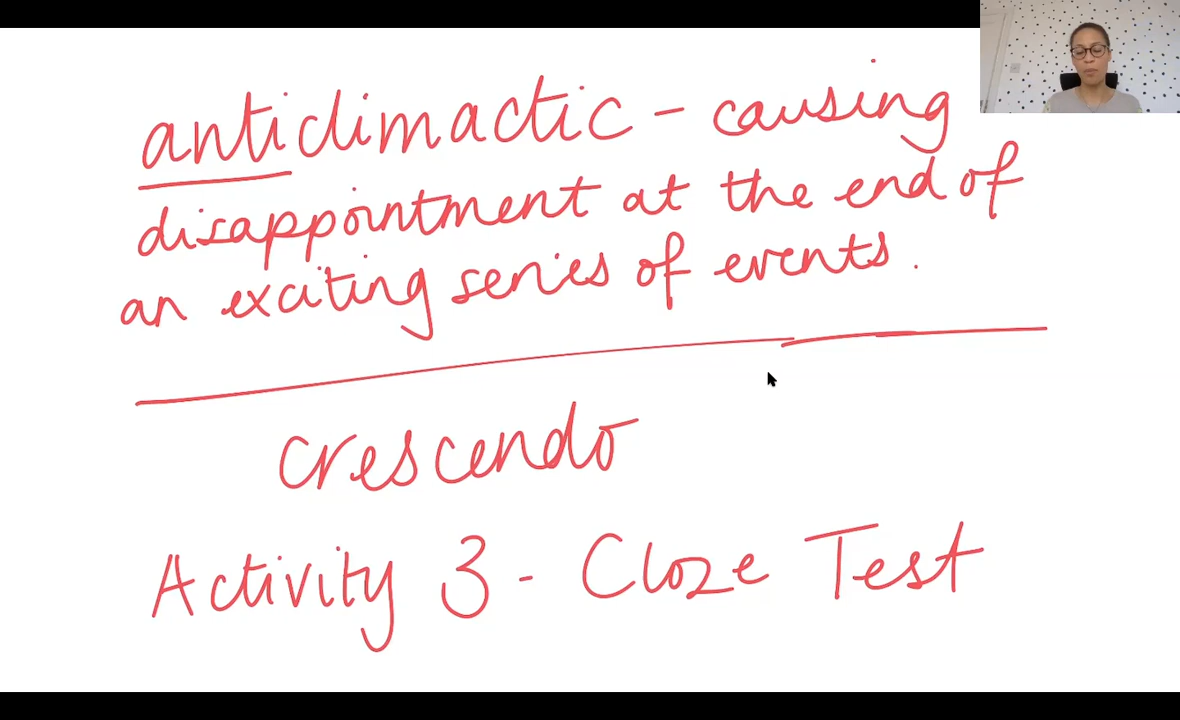 anticlimactic - causing
disappointment at the end of
an exciting series of events.
crescendo
Activity 3 - Cloze Test